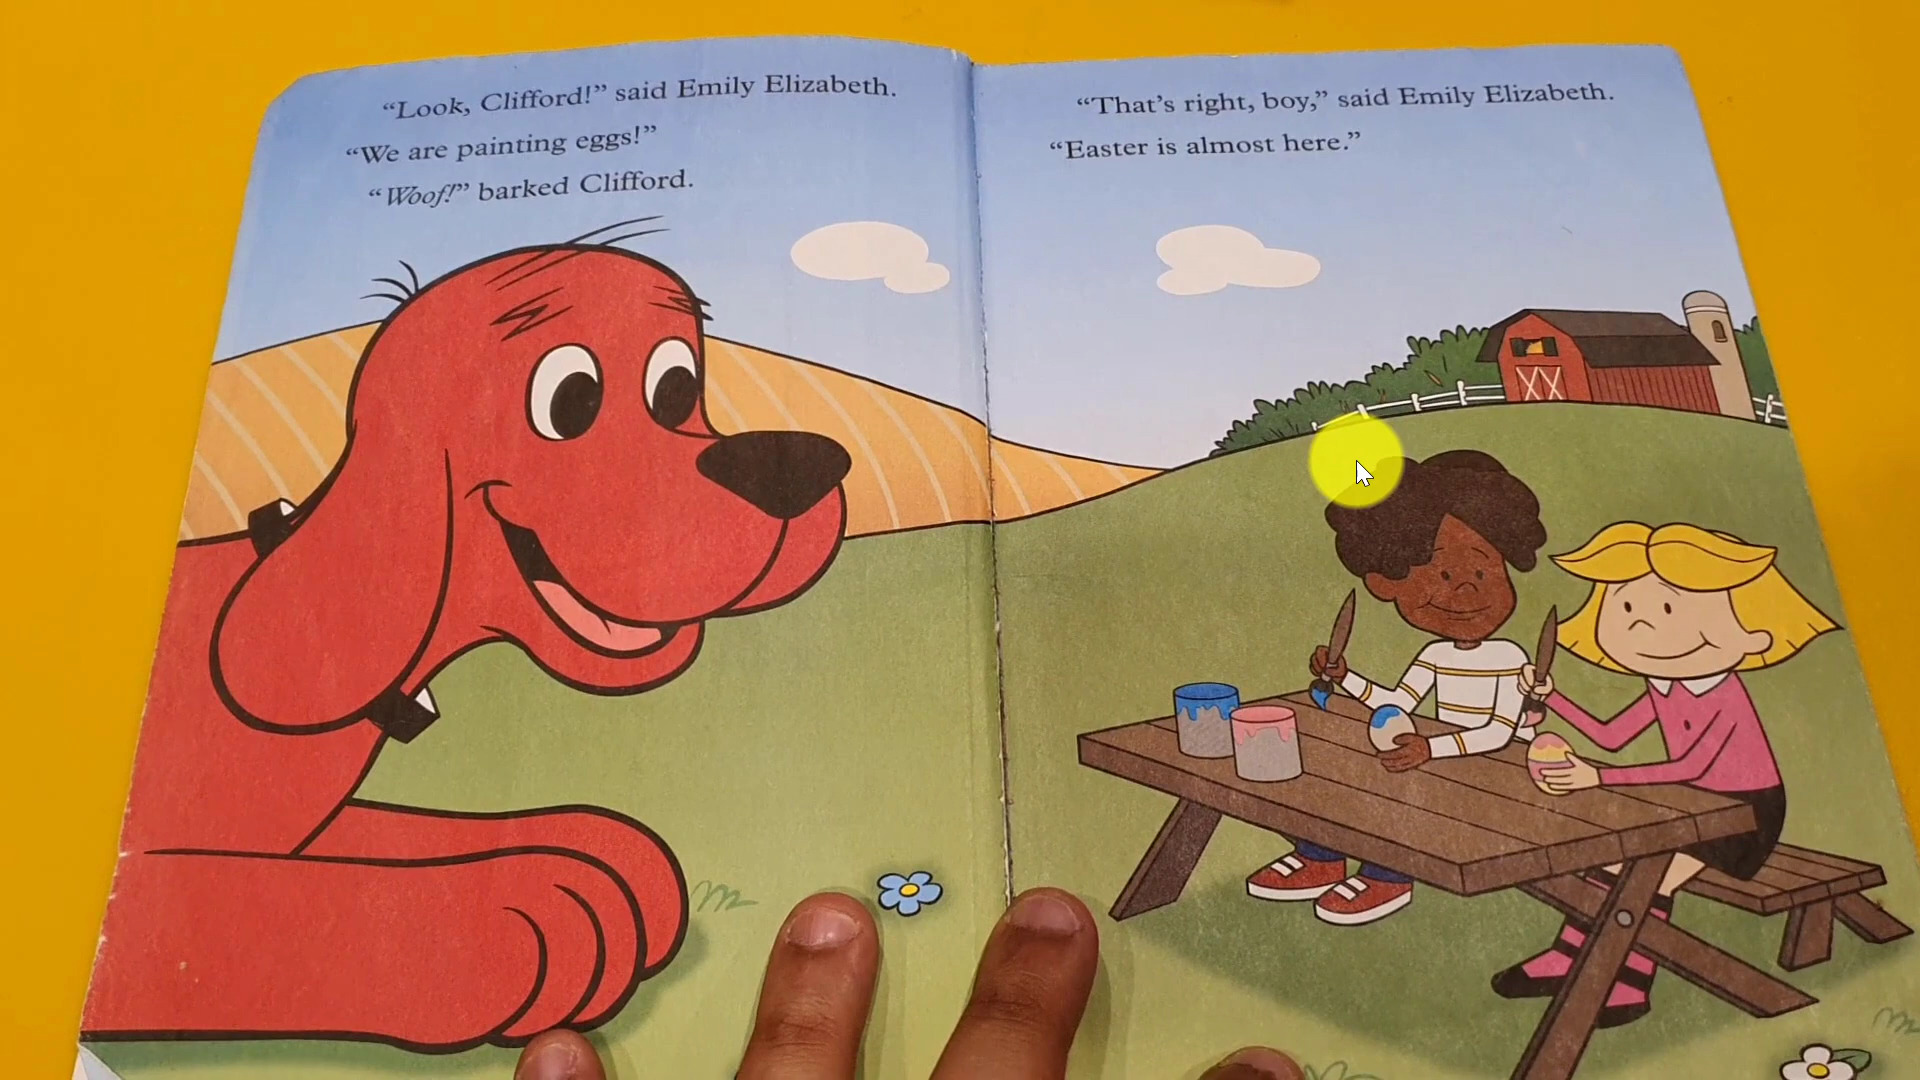 “Look, Clifford!” said Emily Elizabeth.
“We are painting eggs!”
“Woof!” barked Clifford.
“That’s right, boy,” said Emily Elizabeth.
“Easter is almost here.”